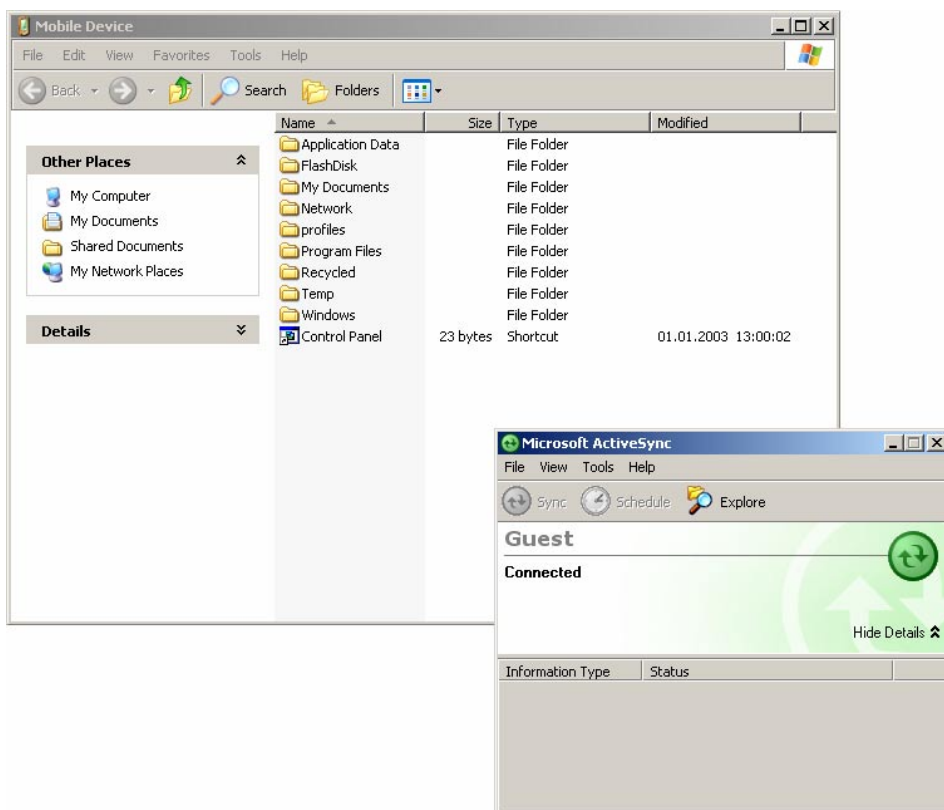 Mobile Device
File Edit View Favorites Tools Help
Back Search Folders
Name Size Type Modified
Other Places
My Computer
My Documents
Shared Documents
My Network Places
Details
Application Data File Folder
FlashDisk File Folder
My Documents File Folder
Network File Folder
profiles File Folder
Program Files File Folder
Recycled File Folder
Temp File Folder
Windows File Folder
Control Panel 23 bytes Shortcut 01.01.2003 13:00:02
Microsoft ActiveSync
File View Tools Help
Sync Schedule Explore
Guest
Connected
Hide Details
Information Type Status